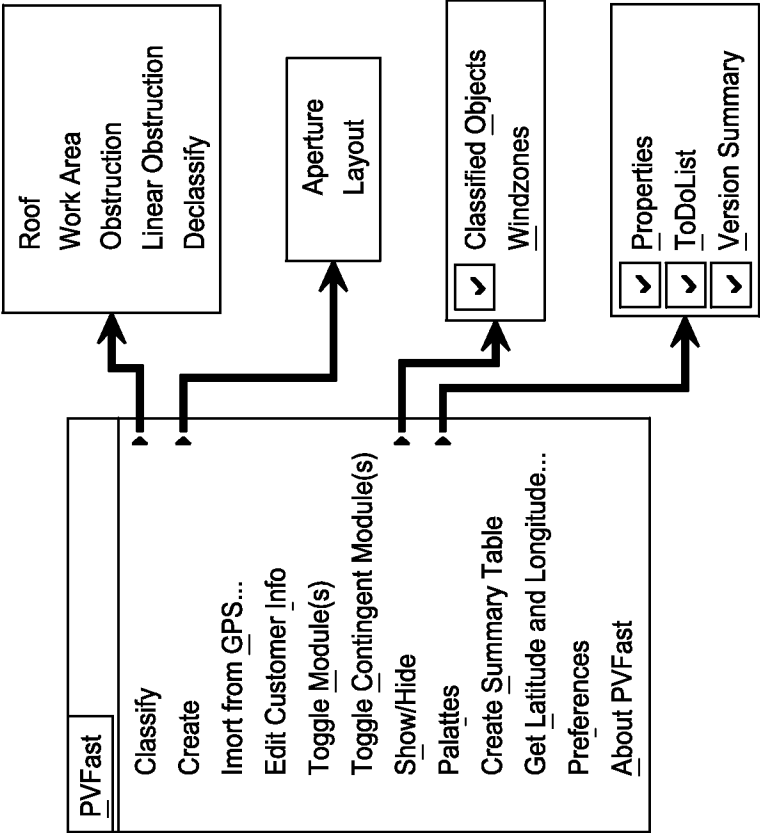 PVFast
Classify
Create
Imort from GPS...
Edit Customer Info
Toggle Module(s)
Toggle Contingent Module(s)
Show/Hide
Palattes
Create Summary Table
Get Latitude and Longitude...
Preferences
About PVFast
Roof
Work Area
Obstruction
Linear Obstruction
Declassify
Aperture
Layout
Classified Objects
Windzones
Properties
ToDoList
Version Summary